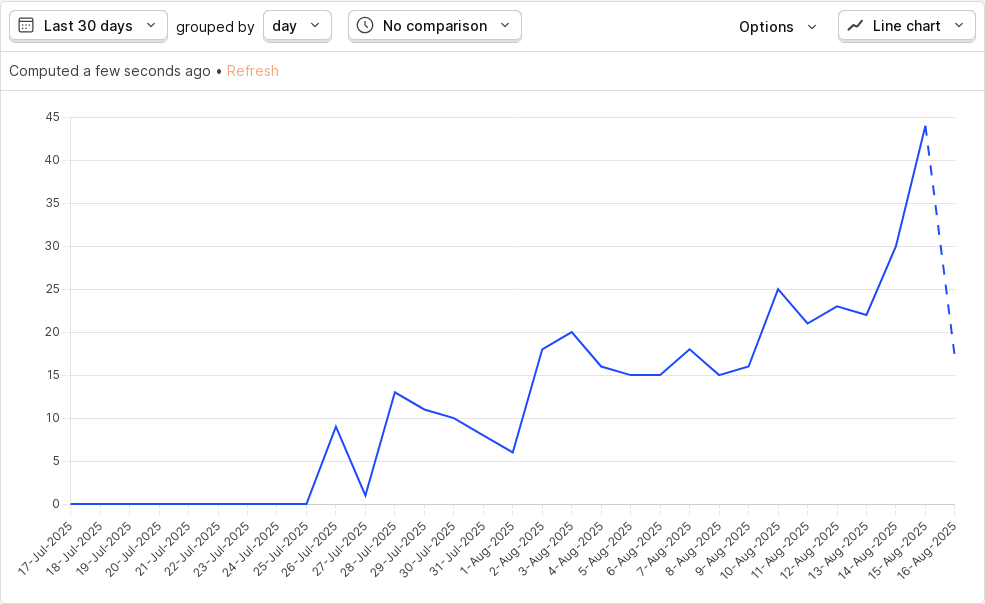 Last 30 days grouped by day No comparison Options Line chart
Computed a few seconds ago • Refresh
45
40
35
30
25
20
15
10
5
0
17-Jul-2025
18-Jul-2025
19-Jul-2025
20-Jul-2025
21-Jul-2025
22-Jul-2025
23-Jul-2025
24-Jul-2025
25-Jul-2025
26-Jul-2025
27-Jul-2025
28-Jul-2025
29-Jul-2025
30-Jul-2025
31-Jul-2025
1-Aug-2025
2-Aug-2025
3-Aug-2025
4-Aug-2025
5-Aug-2025
6-Aug-2025
7-Aug-2025
8-Aug-2025
9-Aug-2025
10-Aug-2025
11-Aug-2025
12-Aug-2025
13-Aug-2025
14-Aug-2025
15-Aug-2025
16-Aug-2025